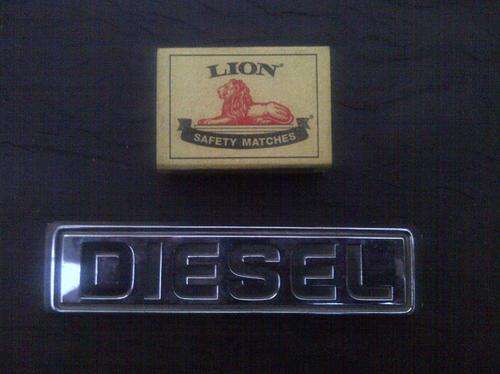 LION
SAFETY MATCHES
DIESEL